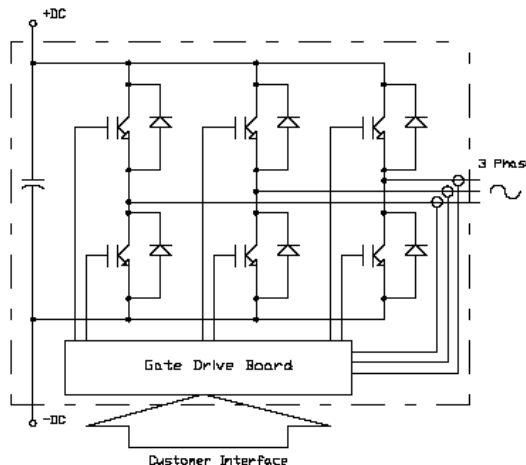 +DC
3 Phas
Gate Drive Board
-DC
Customer Interface